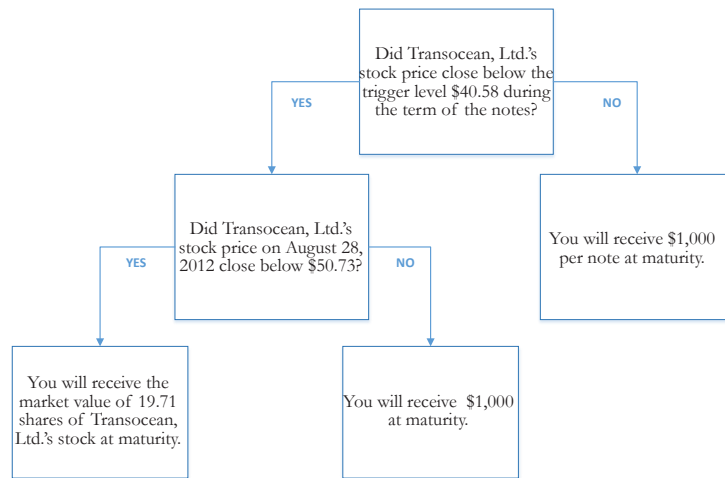 Did Transocean, Ltd.'s
stock price close below the
trigger level $40.58 during
the term of the notes?
YES
NO
Did Transocean, Ltd.'s
stock price on August 28,
2012 close below $50.73?
You will receive $1,000
per note at maturity.
YES
NO
You will receive the
market value of 19.71
shares of Transocean,
Ltd.'s stock at maturity.
You will receive $1,000
at maturity.